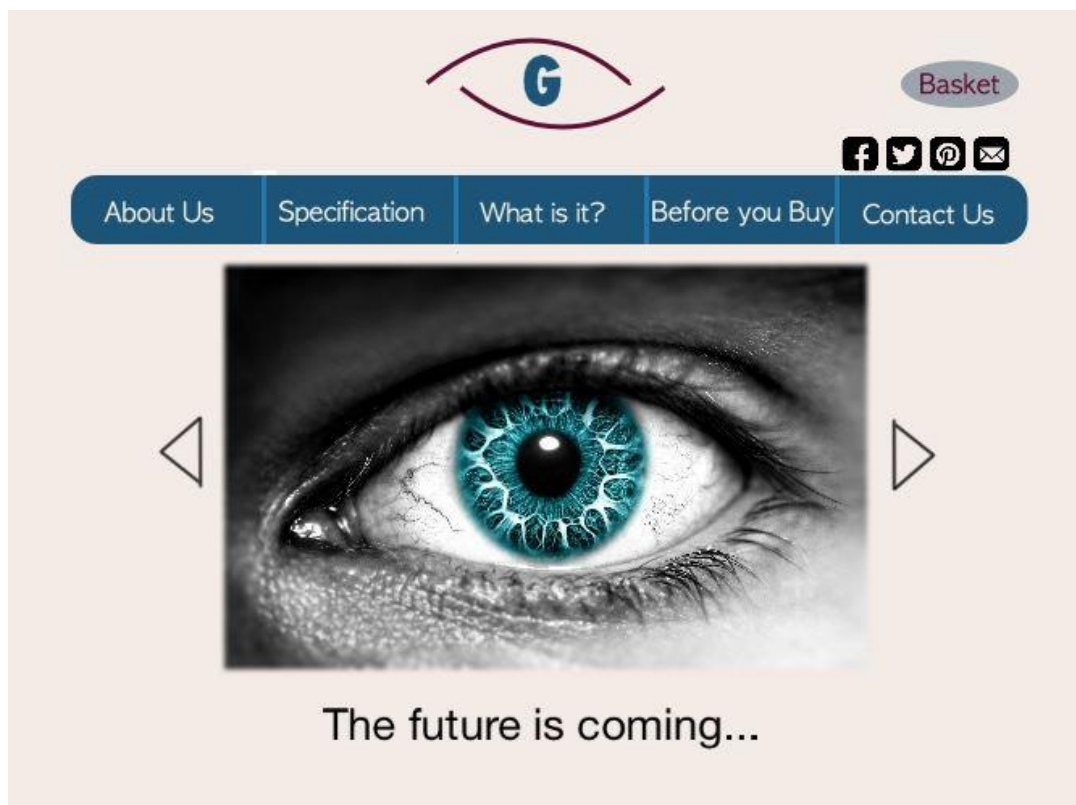 G
Basket
About Us Specification What is it? Before you Buy Contact Us
The future is coming...